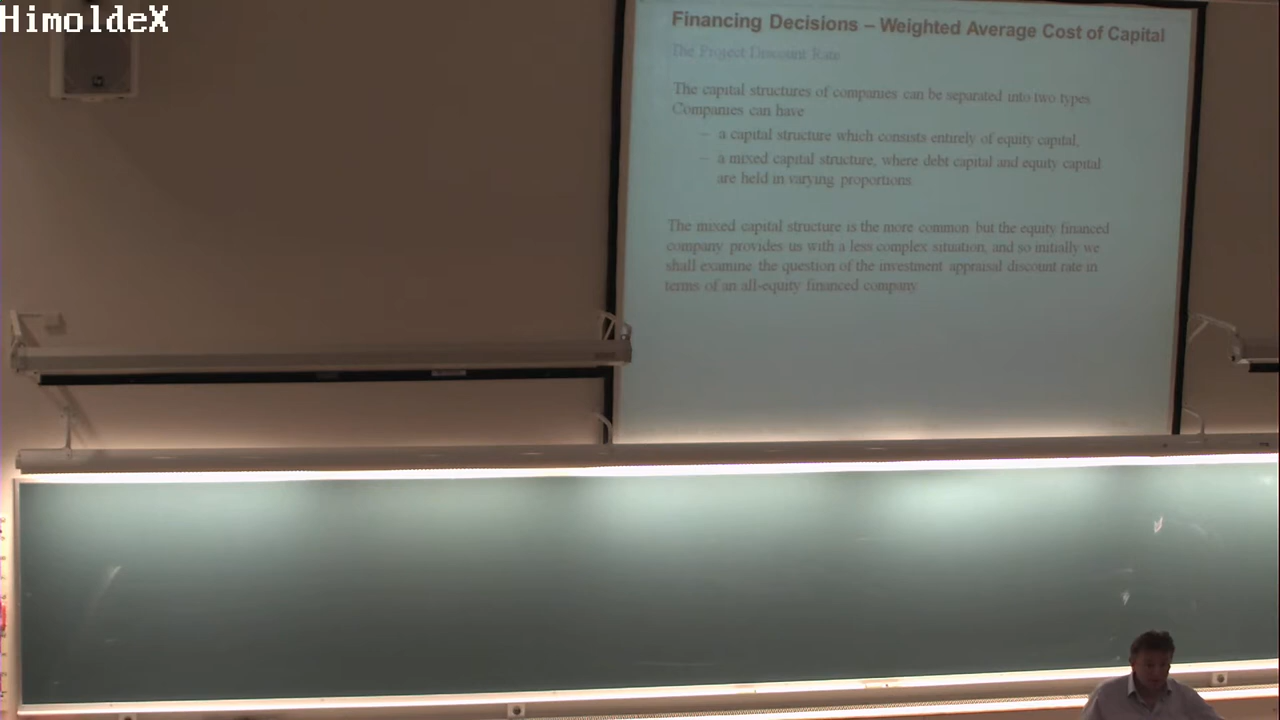 HimoldeX
Financing Decisions – Weighted Average Cost of Capital
The Project Discount Rate
The capital structures of companies can be separated into two types
Companies can have
– a capital structure which consists entirely of equity capital,
– a mixed capital structure, where debt capital and equity capital
are held in varying proportions.
The mixed capital structure is the more common but the equity financed
company provides us with a less complex situation, and so initially we
shall examine the question of the investment appraisal discount rate in
terms of an all-equity financed company